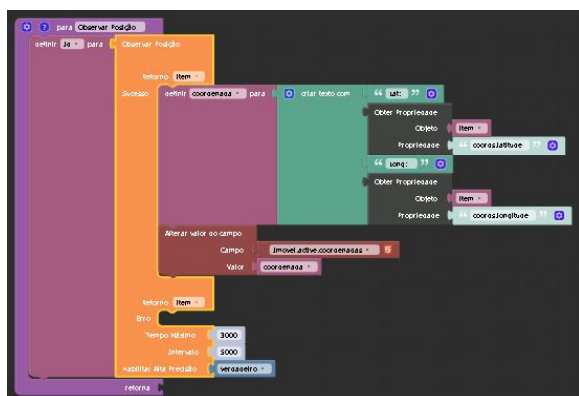 para Observar Posição
definir Id para Observar Posição
Retorno Item
Sucesso definir coordenada para criar texto com “ Lat: ”
Obter Propriedade
Objeto Item
Propriedade “ coords.latitude ”
“ Long: ”
Obter Propriedade
Objeto Item
Propriedade “ coords.longitude ”
Alterar valor do campo
Campo Imovel.active.coordenadas
Valor coordenada
Retorno Item
Erro
Tempo Máximo 3000
Intervalo 5000
Habilitar Alta Precisão verdadeiro
retorna